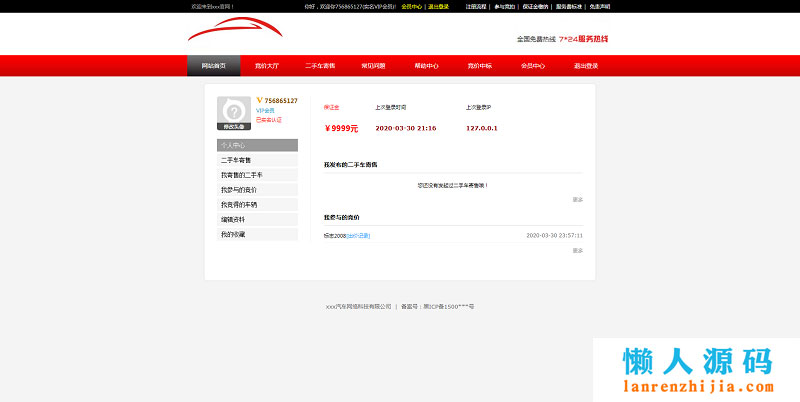 欢迎来到xxx官网！ 你好，欢迎你756865127(实名VIP会员)! 会员中心 | 退出登录 注册流程 | 参与竞拍 | 保证金缴纳 | 服务费标准 | 免责声明
全国免费热线 7*24服务热线
网站首页 竞价大厅 二手车寄售 常见问题 帮助中心 竞价中标 会员中心 退出登录
V 756865127
VIP会员
已实名认证
修改头像
保证金 上次登录时间 上次登录IP
￥9999元 2020-03-30 21:16 127.0.0.1
个人中心
二手车寄售
我寄售的二手车
我参与的竞价
我竞得的车辆
编辑资料
我的收藏
我发布的二手车寄售
您还没有发起过二手车寄售哦！
更多
我参与的竞价
标志2008[出价记录] 2020-03-30 23:57:11
更多
xxx汽车网络科技有限公司 | 备案号：湘ICP备1500***号
懒人源码
lanrenzhijia.com